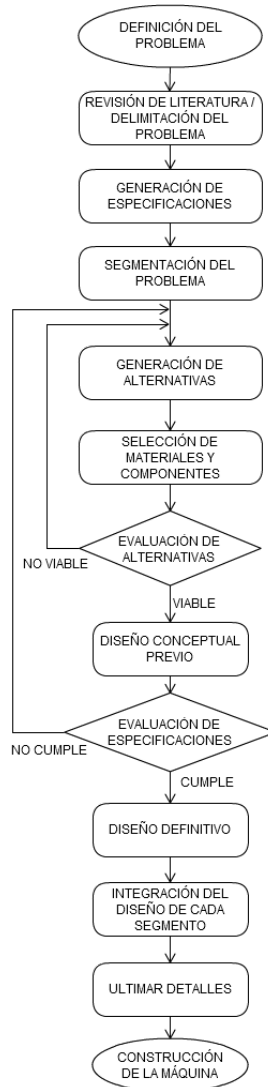 DEFINICIÓN DEL
PROBLEMA
REVISIÓN DE LITERATURA /
DELIMITACIÓN DEL
PROBLEMA
GENERACIÓN DE
ESPECIFICACIONES
SEGMENTACIÓN DEL
PROBLEMA
GENERACIÓN DE
ALTERNATIVAS
SELECCIÓN DE
MATERIALES Y
COMPONENTES
EVALUACIÓN DE
ALTERNATIVAS
NO VIABLE
VIABLE
DISEÑO CONCEPTUAL
PREVIO
EVALUACIÓN DE
ESPECIFICACIONES
NO CUMPLE
CUMPLE
DISEÑO DEFINITIVO
INTEGRACIÓN DEL
DISEÑO DE CADA
SEGMENTO
ULTIMAR DETALLES
CONSTRUCCIÓN
DE LA MÁQUINA